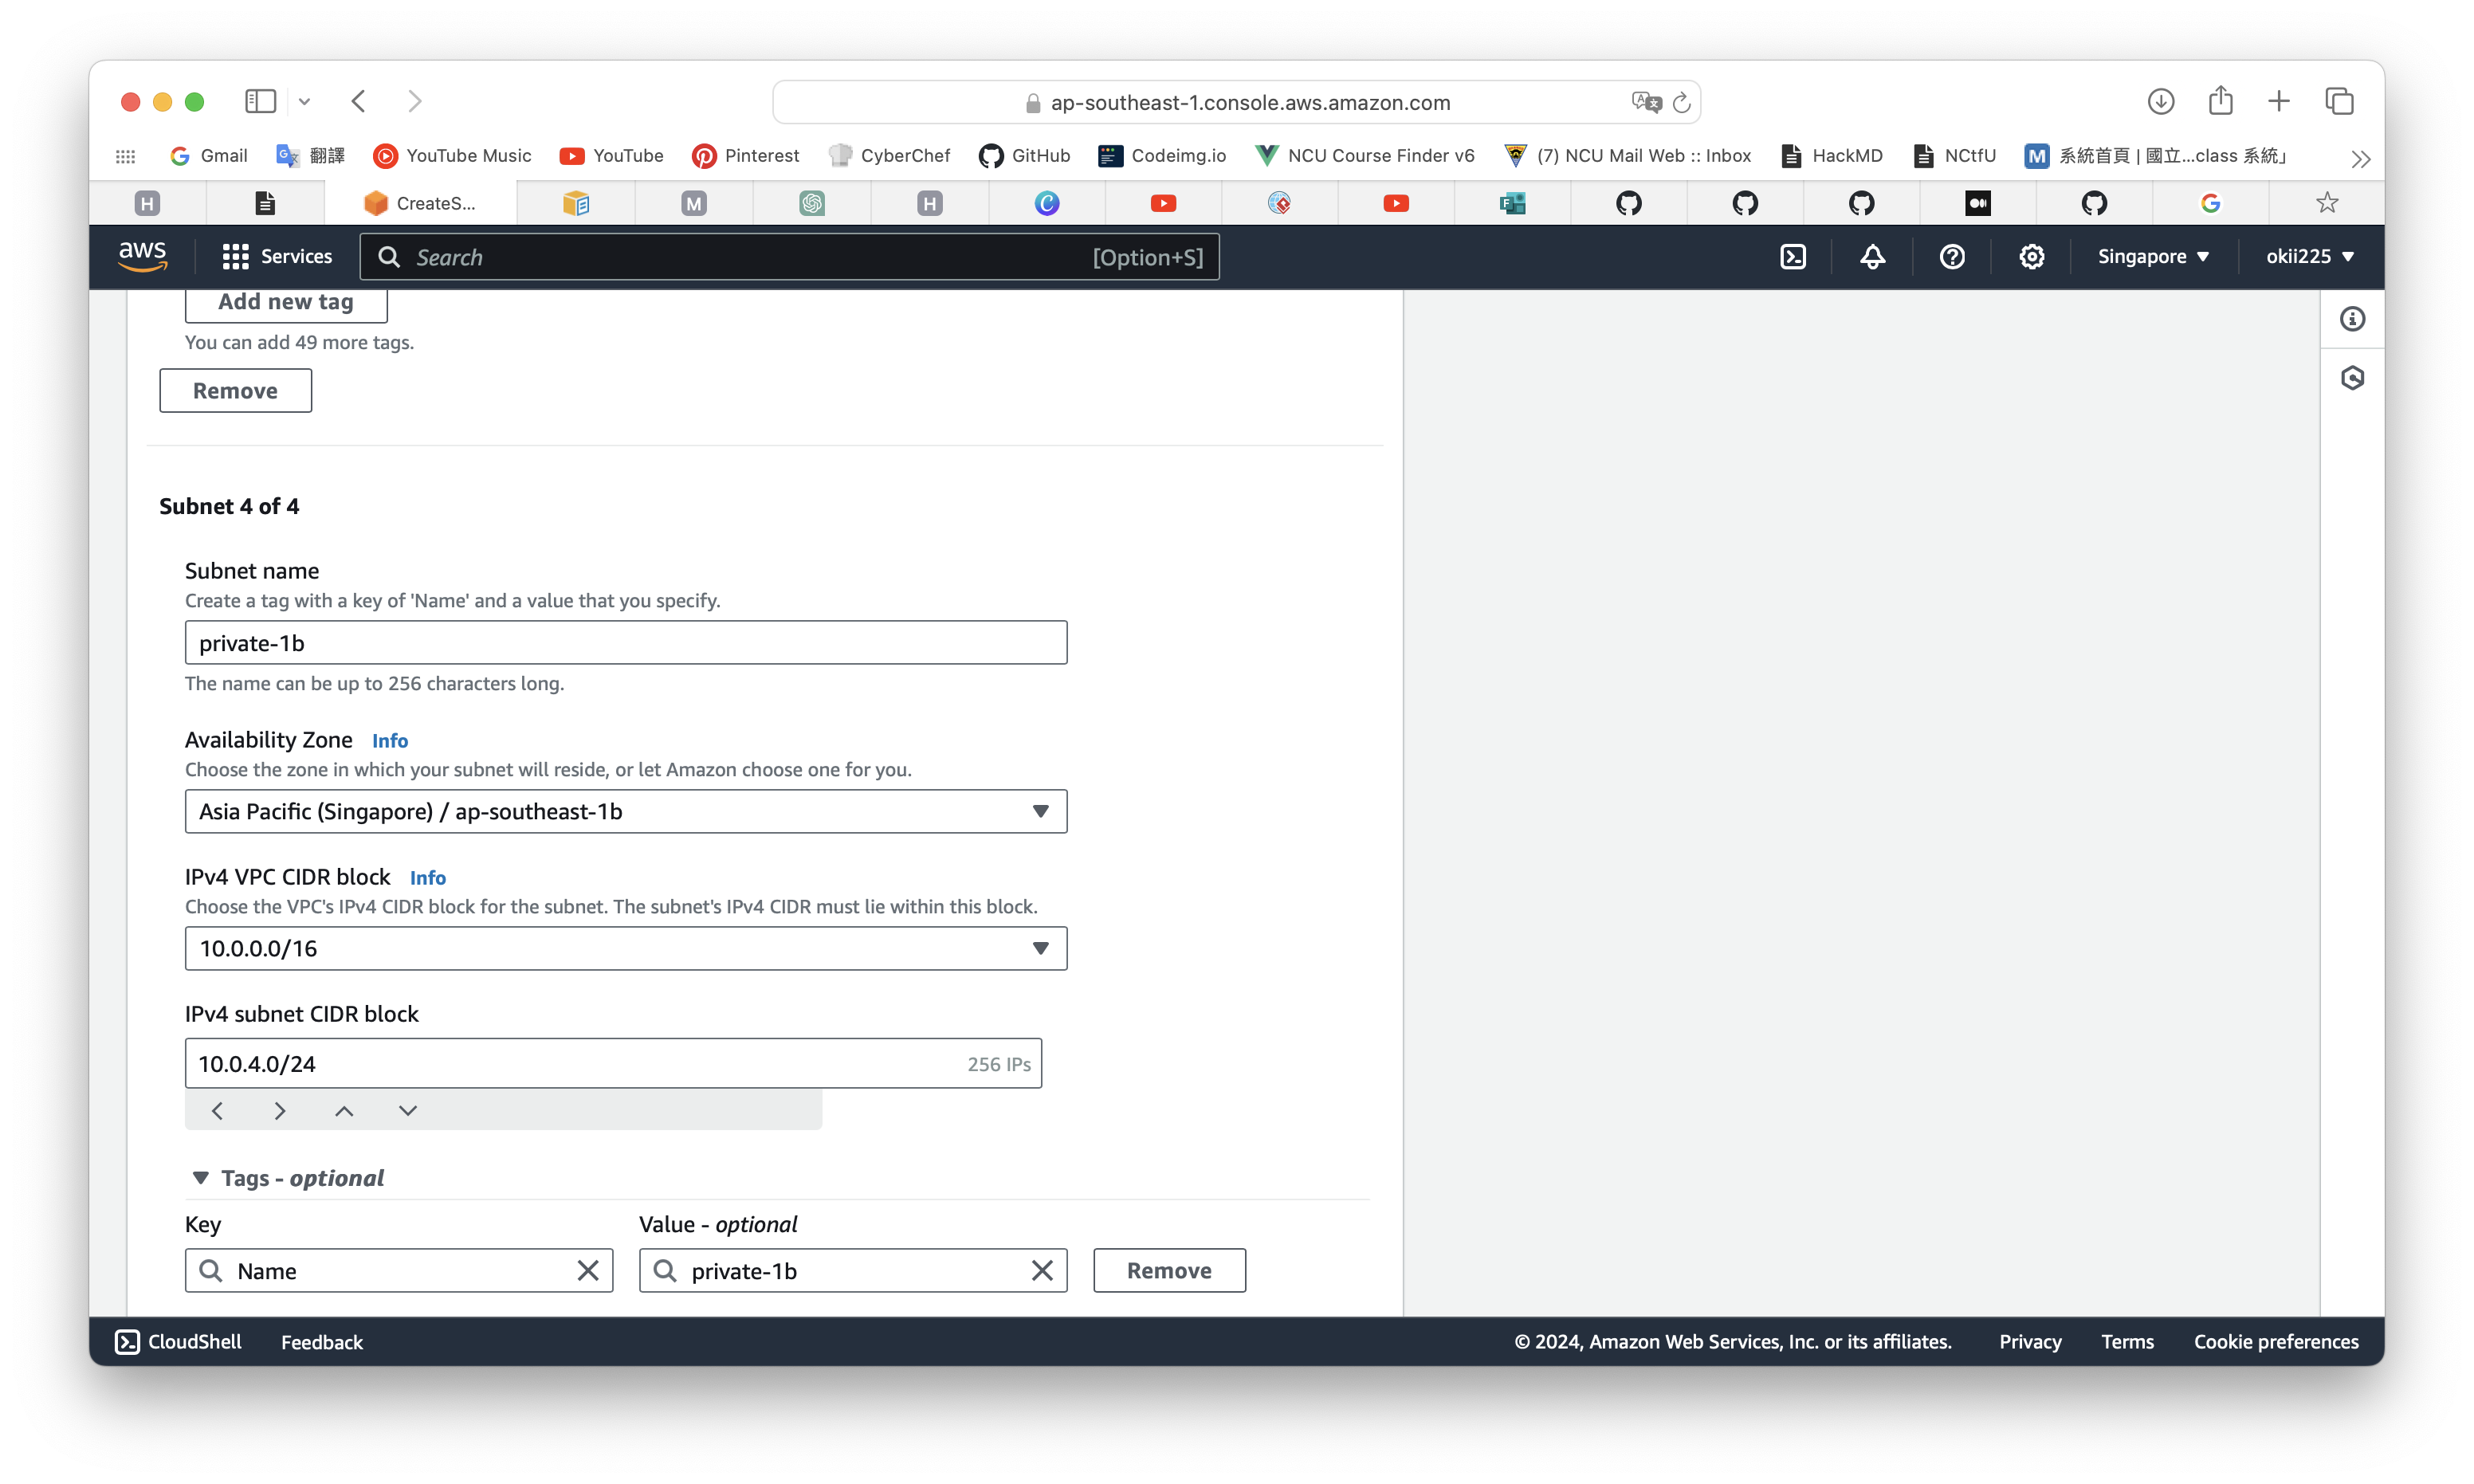 ap-southeast-1.console.aws.amazon.com
Gmail 翻譯 YouTube Music YouTube Pinterest CyberChef GitHub Codeimg.io NCU Course Finder v6 (7) NCU Mail Web :: Inbox HackMD NCtfU M 系統首頁 | 國立...class 系統」
H CreateS... M H
aws Services Search [Option+S] Singapore okii225
Add new tag
You can add 49 more tags.
Remove
Subnet 4 of 4
Subnet name
Create a tag with a key of 'Name' and a value that you specify.
private-1b
The name can be up to 256 characters long.
Availability Zone Info
Choose the zone in which your subnet will reside, or let Amazon choose one for you.
Asia Pacific (Singapore) / ap-southeast-1b
IPv4 VPC CIDR block Info
Choose the VPC's IPv4 CIDR block for the subnet. The subnet's IPv4 CIDR must lie within this block.
10.0.0.0/16
IPv4 subnet CIDR block
10.0.4.0/24 256 IPs
Tags - optional
Key Value - optional
Name private-1b Remove
CloudShell Feedback © 2024, Amazon Web Services, Inc. or its affiliates. Privacy Terms Cookie preferences